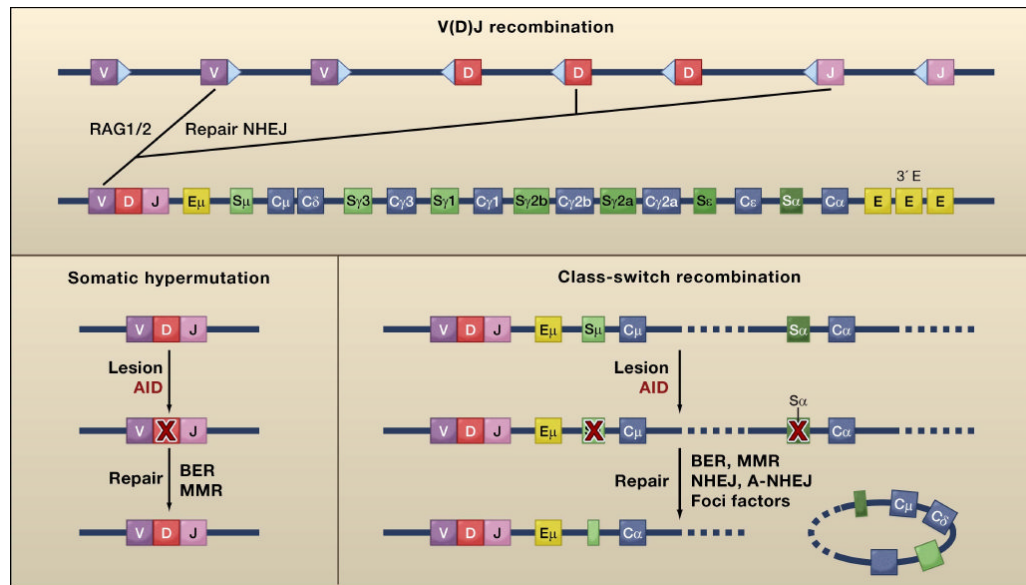 V(D)J recombination
V V V D D D J J
RAG1/2 Repair NHEJ
3´ E
V D J Eµ Sµ Cµ Cδ Sγ3 Cγ3 Sγ1 Cγ1 Sγ2b Cγ2b Sγ2a Cγ2a Sε Cε Sα Cα E E E
Somatic hypermutation
V D J
Lesion
AID
V X J
Repair BER
MMR
V D J
Class-switch recombination
V D J Eµ Sµ Cµ Sα Cα
Lesion
AID
Sα
V D J Eµ X Cµ X Cα
BER, MMR
Repair NHEJ, A-NHEJ
Foci factors
V D J Eµ Cα
Cµ Cδ